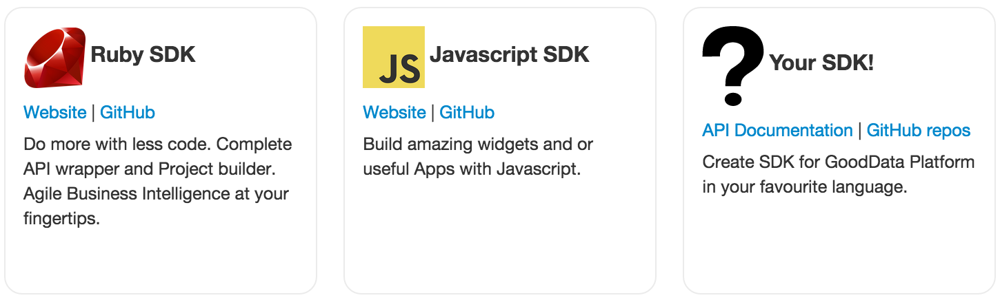 Ruby SDK
Website | GitHub
Do more with less code. Complete
API wrapper and Project builder.
Agile Business Intelligence at your
fingertips.
JS
Javascript SDK
Website | GitHub
Build amazing widgets and or
useful Apps with Javascript.
?
Your SDK!
API Documentation | GitHub repos
Create SDK for GoodData Platform
in your favourite language.